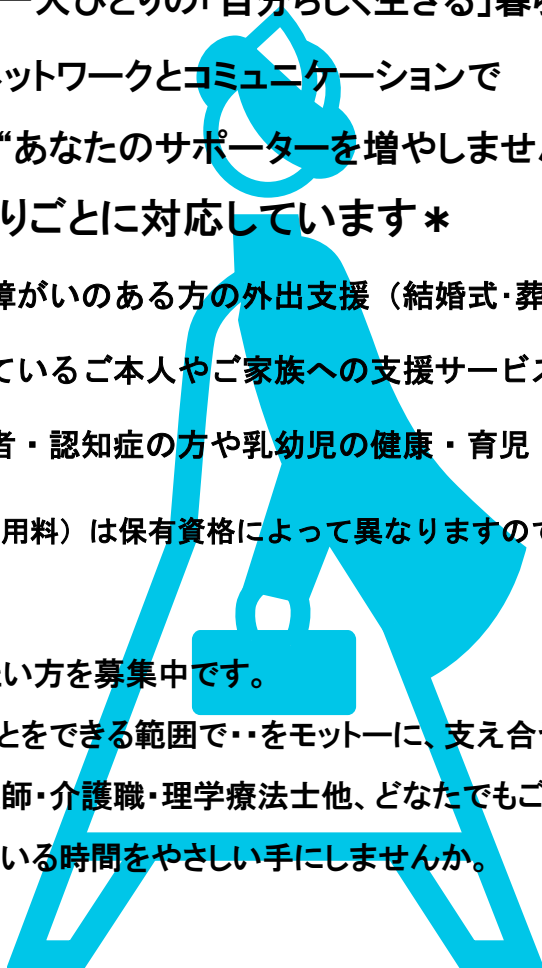 一人ひとりの「自分らしく生きる」暮ら
ネットワークとコミュニケーションで
“あなたのサポーターを増やしません
りごとに対応しています＊
障がいのある方の外出支援（結婚式・葬
ているご本人やご家族への支援サービス
者・認知症の方や乳幼児の健康・育児
用料）は保有資格によって異なりますので
い方を募集中です。
とをできる範囲で・・をモットーに、支え合
師・介護職・理学療法士他、どなたでもご
いる時間をやさしい手にしませんか。